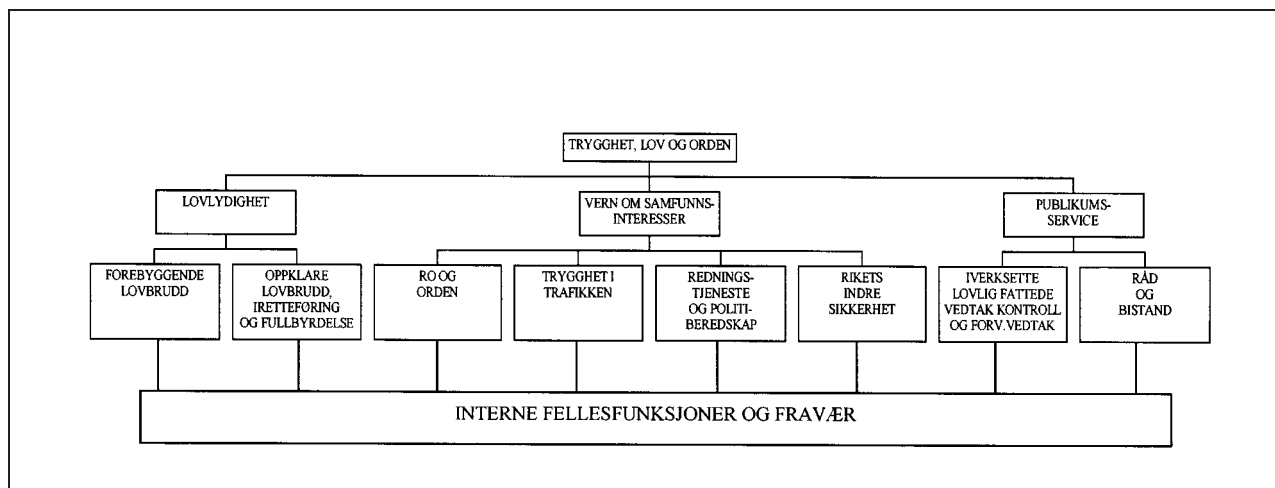 TRYGGHET, LOV OG ORDEN
LOVLYDIGHET
VERN OM SAMFUNNS-
INTERESSER
PUBLIKUMS-
SERVICE
FOREBYGGENDE
LOVBRUDD
OPPKLARE
LOVBRUDD,
IRETTEFØRING
OG FULLBYRDELSE
RO OG
ORDEN
TRYGGHET I
TRAFIKKEN
REDNINGS-
TJENESTE
OG POLITI-
BEREDSKAP
RIKETS
INDRE
SIKKERHET
IVERKSETTE
LOVLIG FATTEDE
VEDTAK KONTROLL
OG FORV.VEDTAK
RÅD
OG
BISTAND
INTERNE FELLESFUNKSJONER OG FRAVÆR